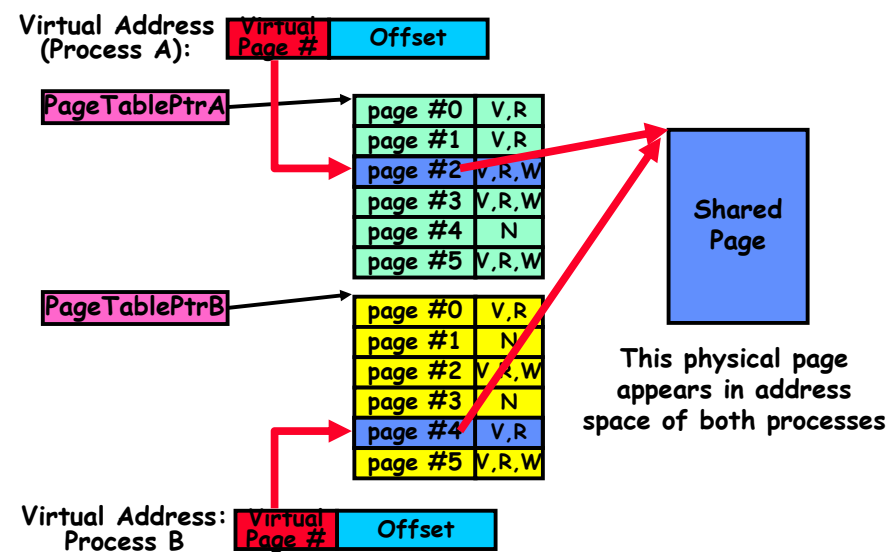 Virtual Address
(Process A):
Virtual
Page #
Offset
PageTablePtrA
page #0 V,R
page #1 V,R
page #2 V,R,W
page #3 V,R,W
page #4 N
page #5 V,R,W
Shared
Page
PageTablePtrB
page #0 V,R
page #1 N
page #2 V,R,W
page #3 N
page #4 V,R
page #5 V,R,W
This physical page
appears in address
space of both processes
Virtual Address:
Process B
Virtual
Page #
Offset